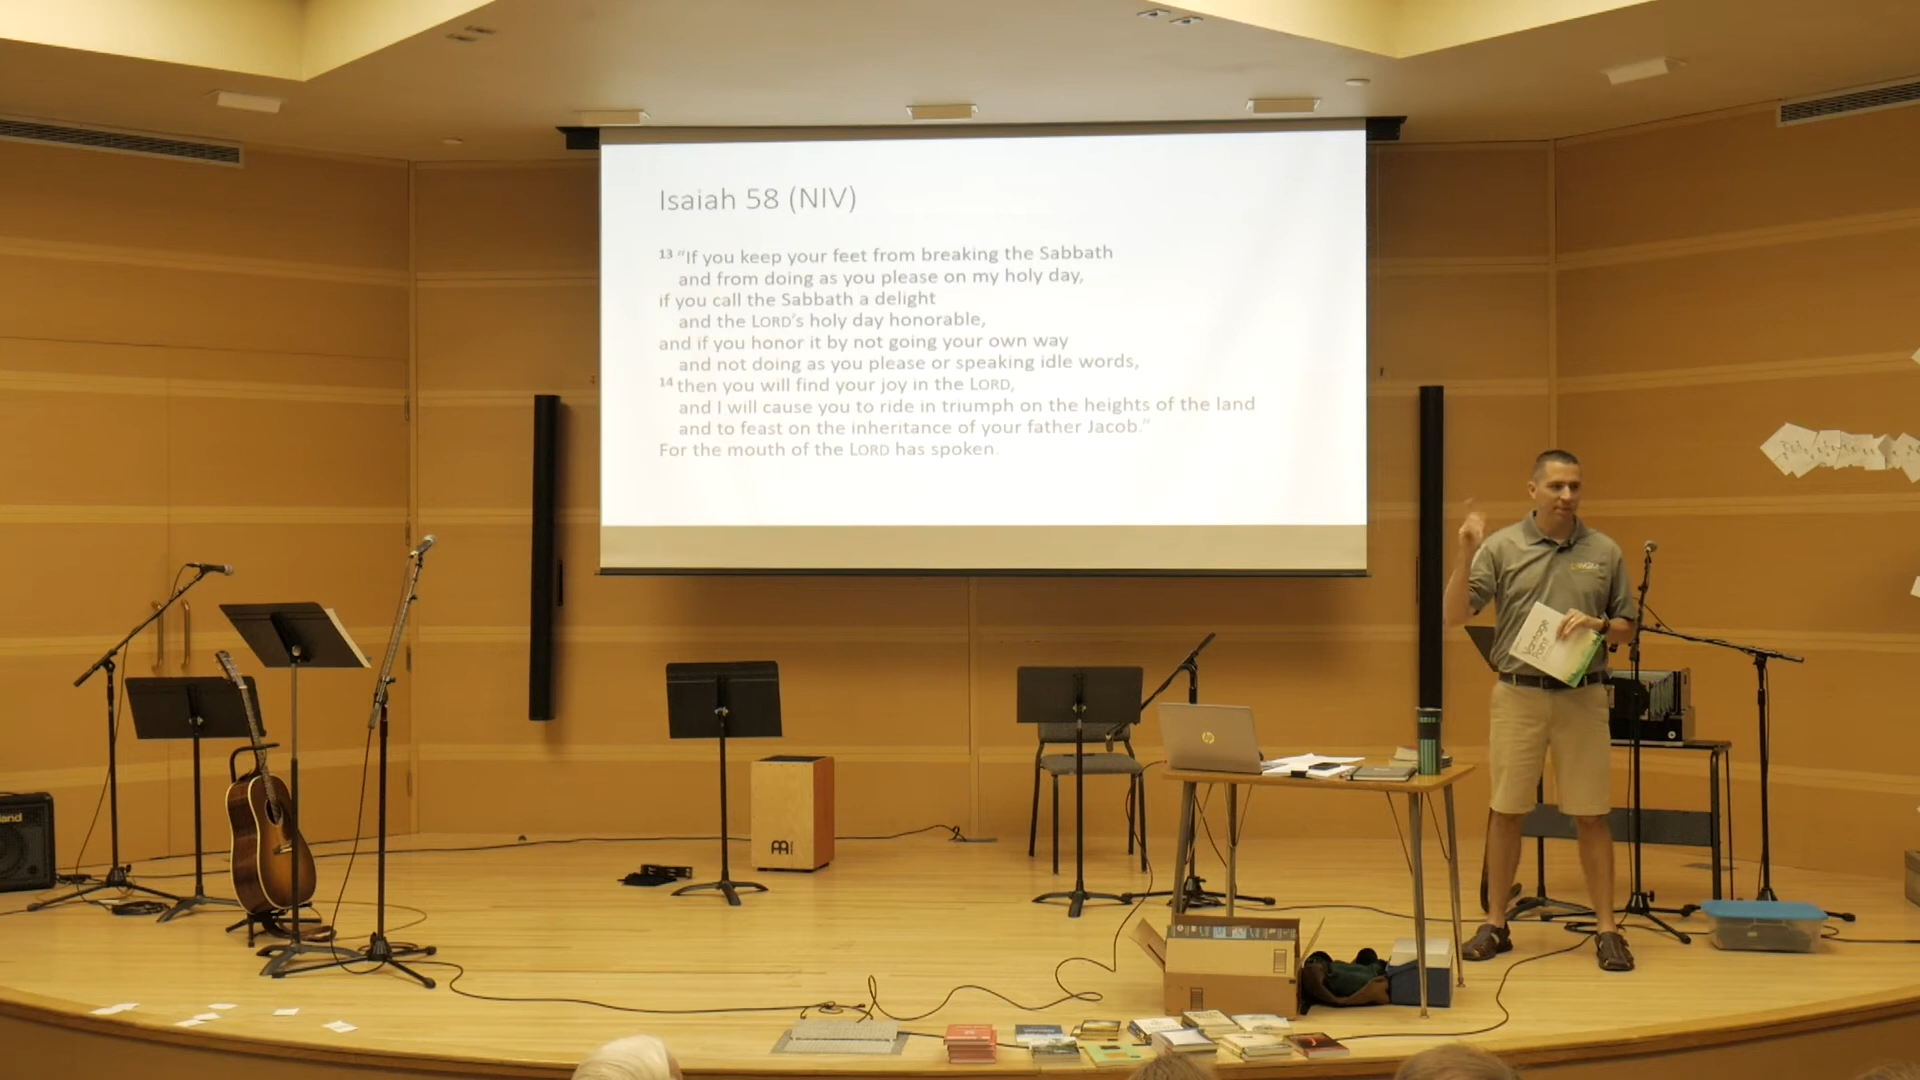 Isaiah 58 (NIV)
13 "If you keep your feet from breaking the Sabbath
and from doing as you please on my holy day,
if you call the Sabbath a delight
and the LORD's holy day honorable,
and if you honor it by not going your own way
and not doing as you please or speaking idle words,
14 then you will find your joy in the LORD,
and I will cause you to ride in triumph on the heights of the land
and to feast on the inheritance of your father Jacob."
For the mouth of the LORD has spoken.
Vantage
Point
hp